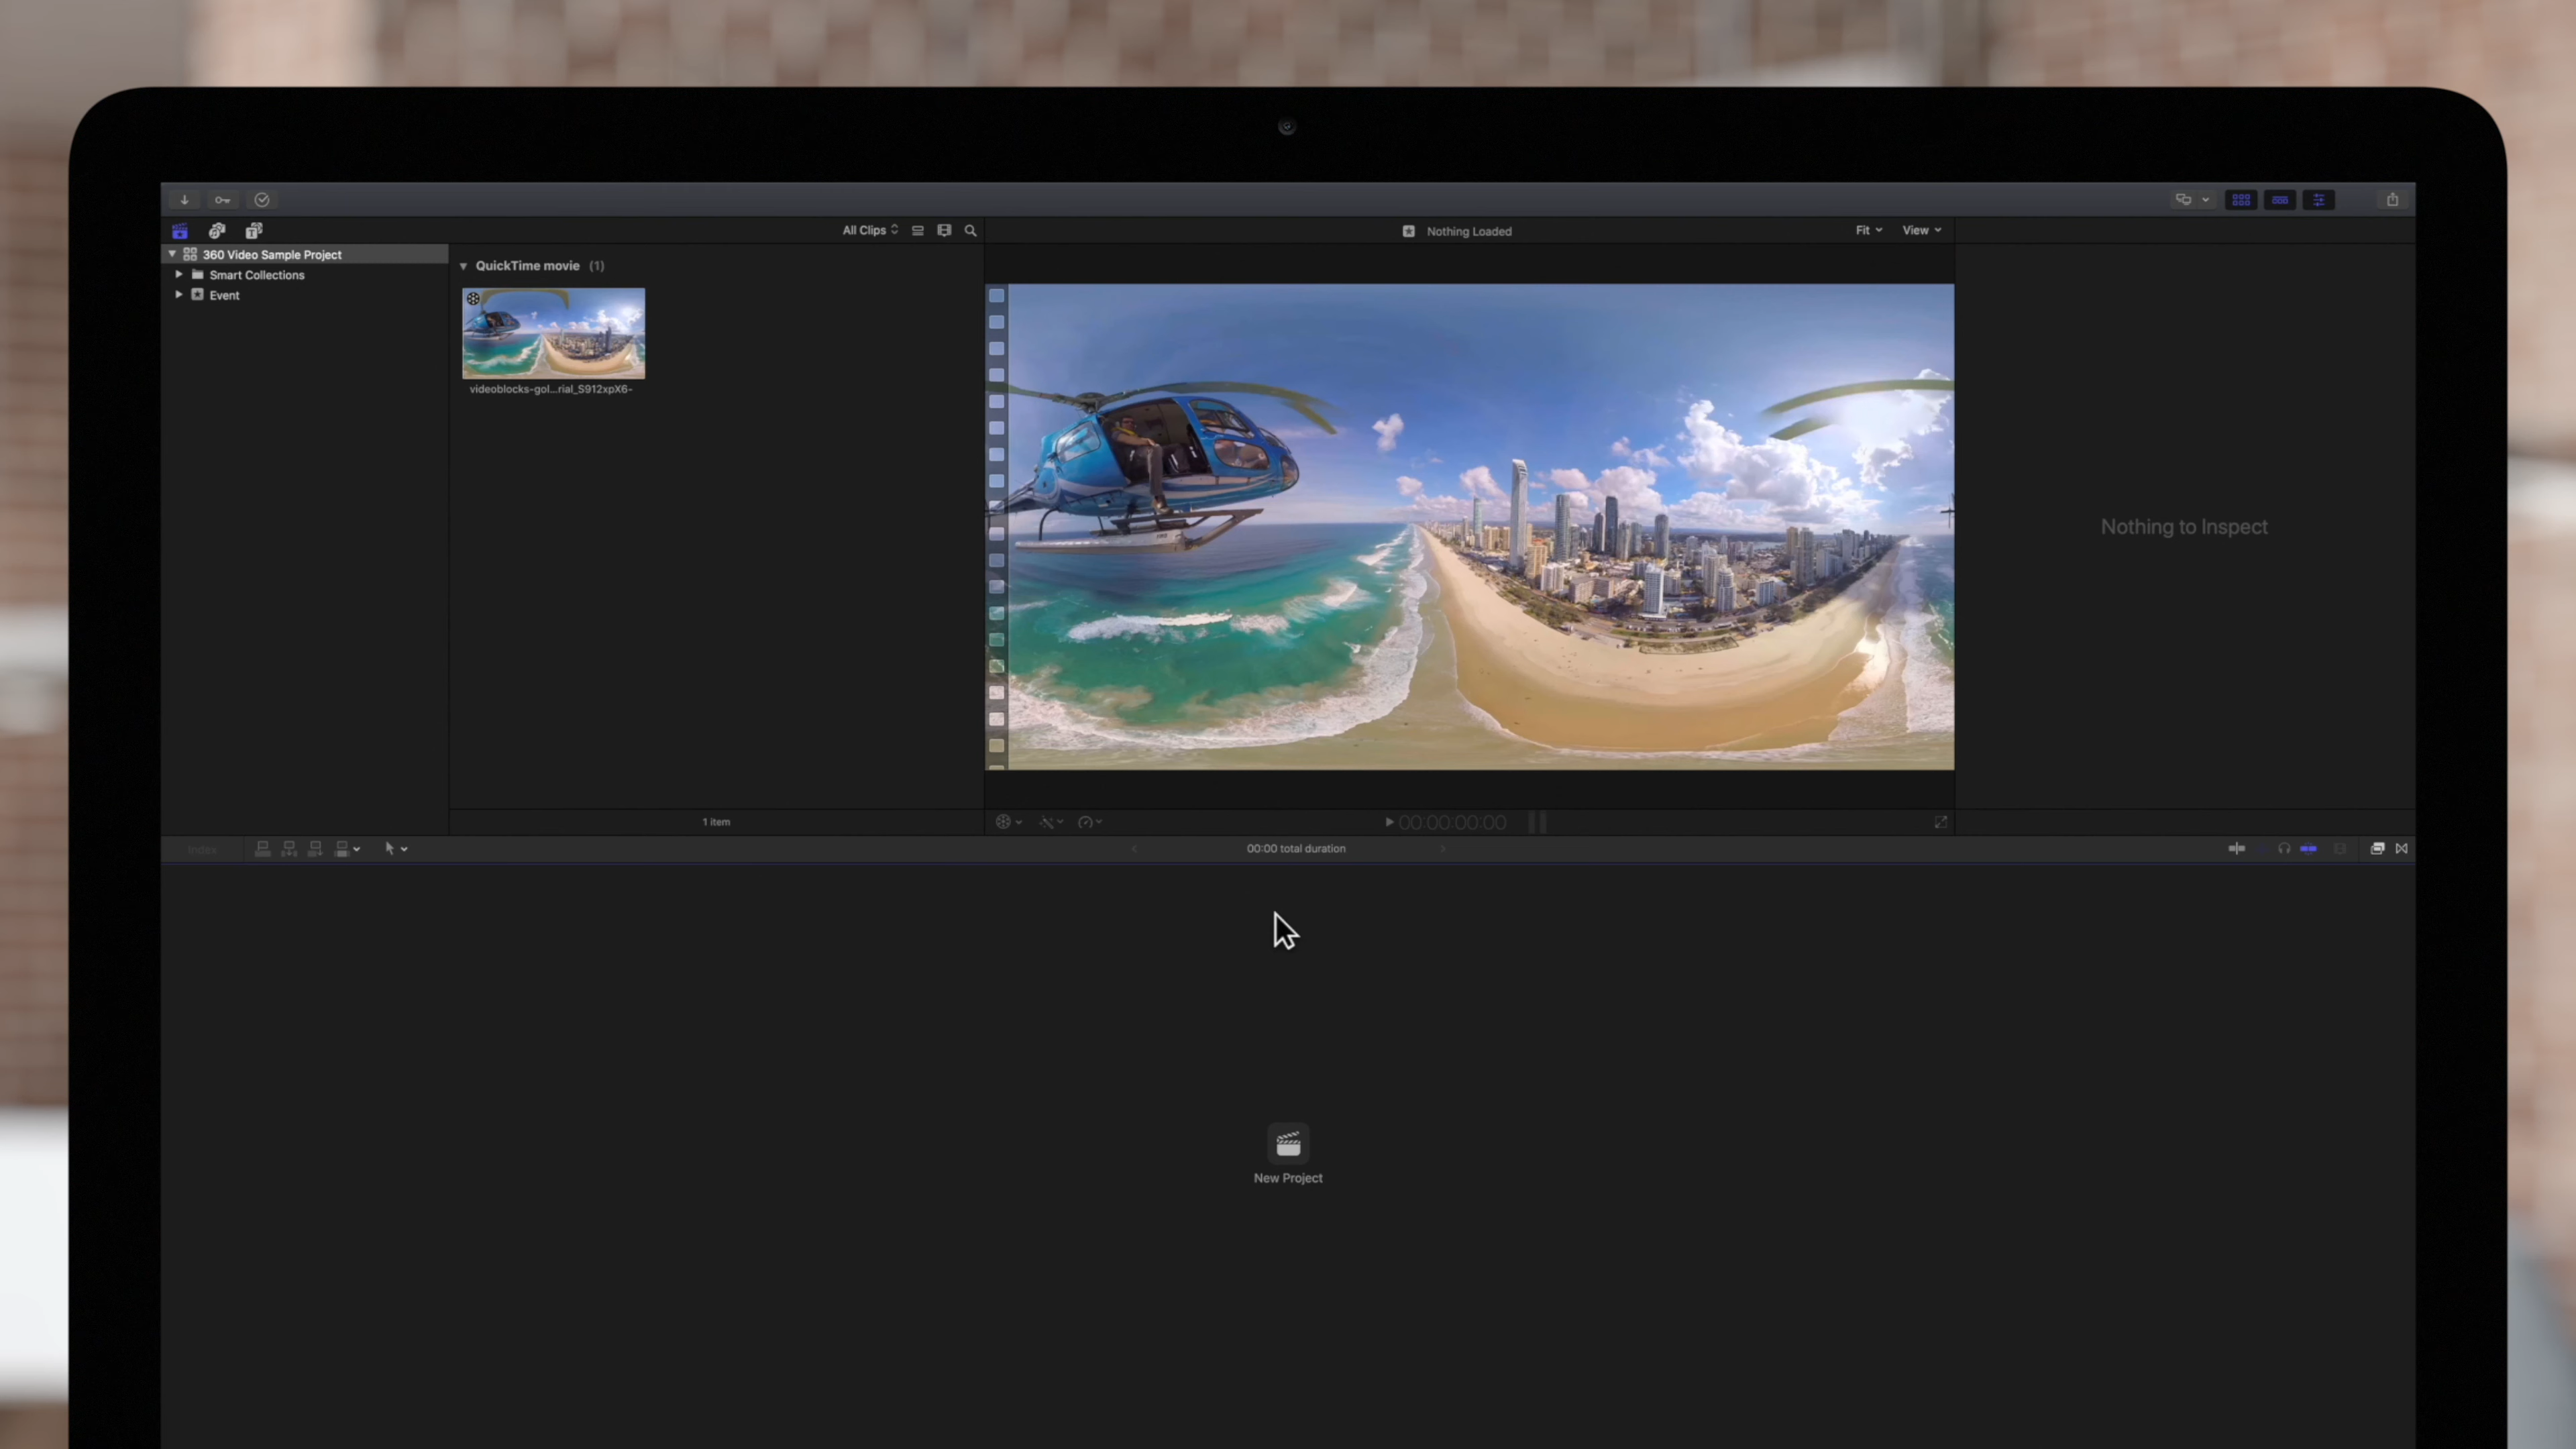 All Clips
Nothing Loaded
Fit
View
360 Video Sample Project
Smart Collections
Event
QuickTime movie (1)
videoblocks-gol...rial_S912xpX6-
Nothing to Inspect
1 item
00:00:00:00
Index
00:00 total duration
New Project